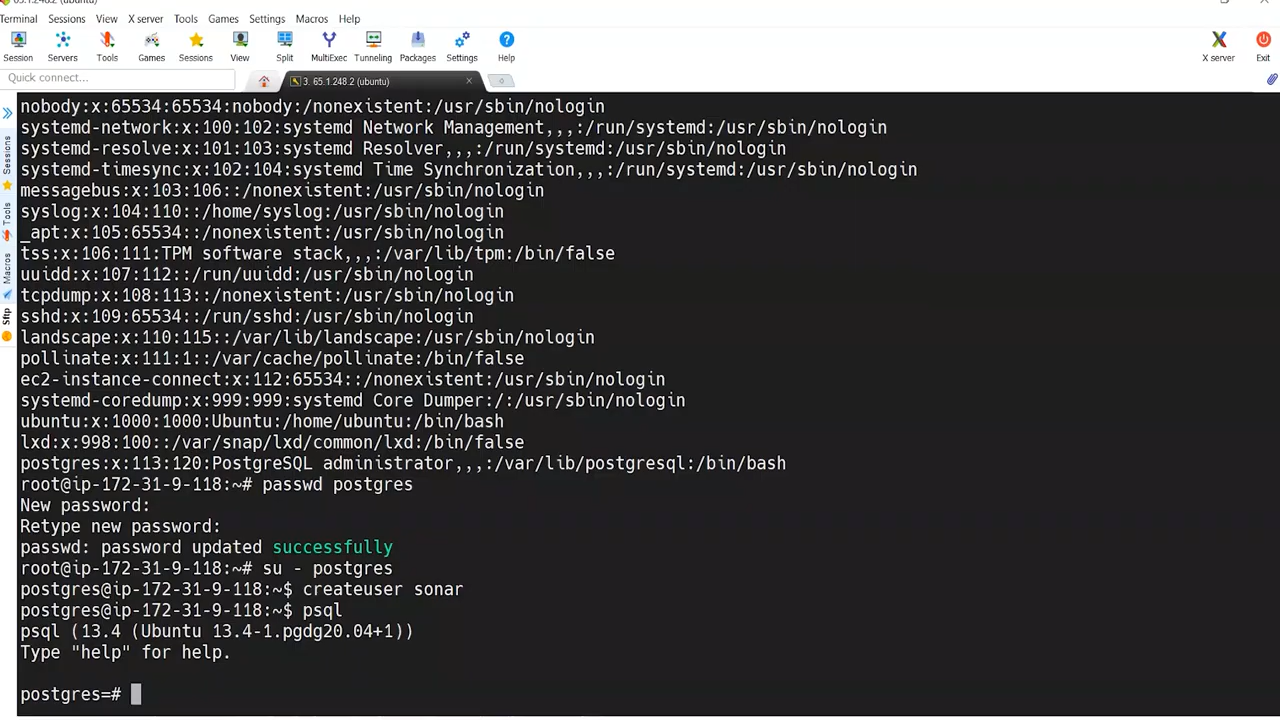 65.1.248.2 (ubuntu)
Terminal Sessions View X server Tools Games Settings Macros Help
Session Servers Tools Games Sessions View Split MultiExec Tunneling Packages Settings Help X server Exit
Quick connect...
3. 65.1.248.2 (ubuntu)
Sessions
Tools
Macros
Sftp
nobody:x:65534:65534:nobody:/nonexistent:/usr/sbin/nologin
systemd-network:x:100:102:systemd Network Management,,,:/run/systemd:/usr/sbin/nologin
systemd-resolve:x:101:103:systemd Resolver,,,:/run/systemd:/usr/sbin/nologin
systemd-timesync:x:102:104:systemd Time Synchronization,,,:/run/systemd:/usr/sbin/nologin
messagebus:x:103:106::/nonexistent:/usr/sbin/nologin
syslog:x:104:110::/home/syslog:/usr/sbin/nologin
_apt:x:105:65534::/nonexistent:/usr/sbin/nologin
tss:x:106:111:TPM software stack,,,:/var/lib/tpm:/bin/false
uuidd:x:107:112::/run/uuidd:/usr/sbin/nologin
tcpdump:x:108:113::/nonexistent:/usr/sbin/nologin
sshd:x:109:65534::/run/sshd:/usr/sbin/nologin
landscape:x:110:115::/var/lib/landscape:/usr/sbin/nologin
pollinate:x:111:1::/var/cache/pollinate:/bin/false
ec2-instance-connect:x:112:65534::/nonexistent:/usr/sbin/nologin
systemd-coredump:x:999:999:systemd Core Dumper:/:/usr/sbin/nologin
ubuntu:x:1000:1000:Ubuntu:/home/ubuntu:/bin/bash
lxd:x:998:100::/var/snap/lxd/common/lxd:/bin/false
postgres:x:113:120:PostgreSQL administrator,,,:/var/lib/postgresql:/bin/bash
root@ip-172-31-9-118:~# passwd postgres
New password:
Retype new password:
passwd: password updated successfully
root@ip-172-31-9-118:~# su - postgres
postgres@ip-172-31-9-118:~$ createuser sonar
postgres@ip-172-31-9-118:~$ psql
psql (13.4 (Ubuntu 13.4-1.pgdg20.04+1))
Type "help" for help.
postgres=#